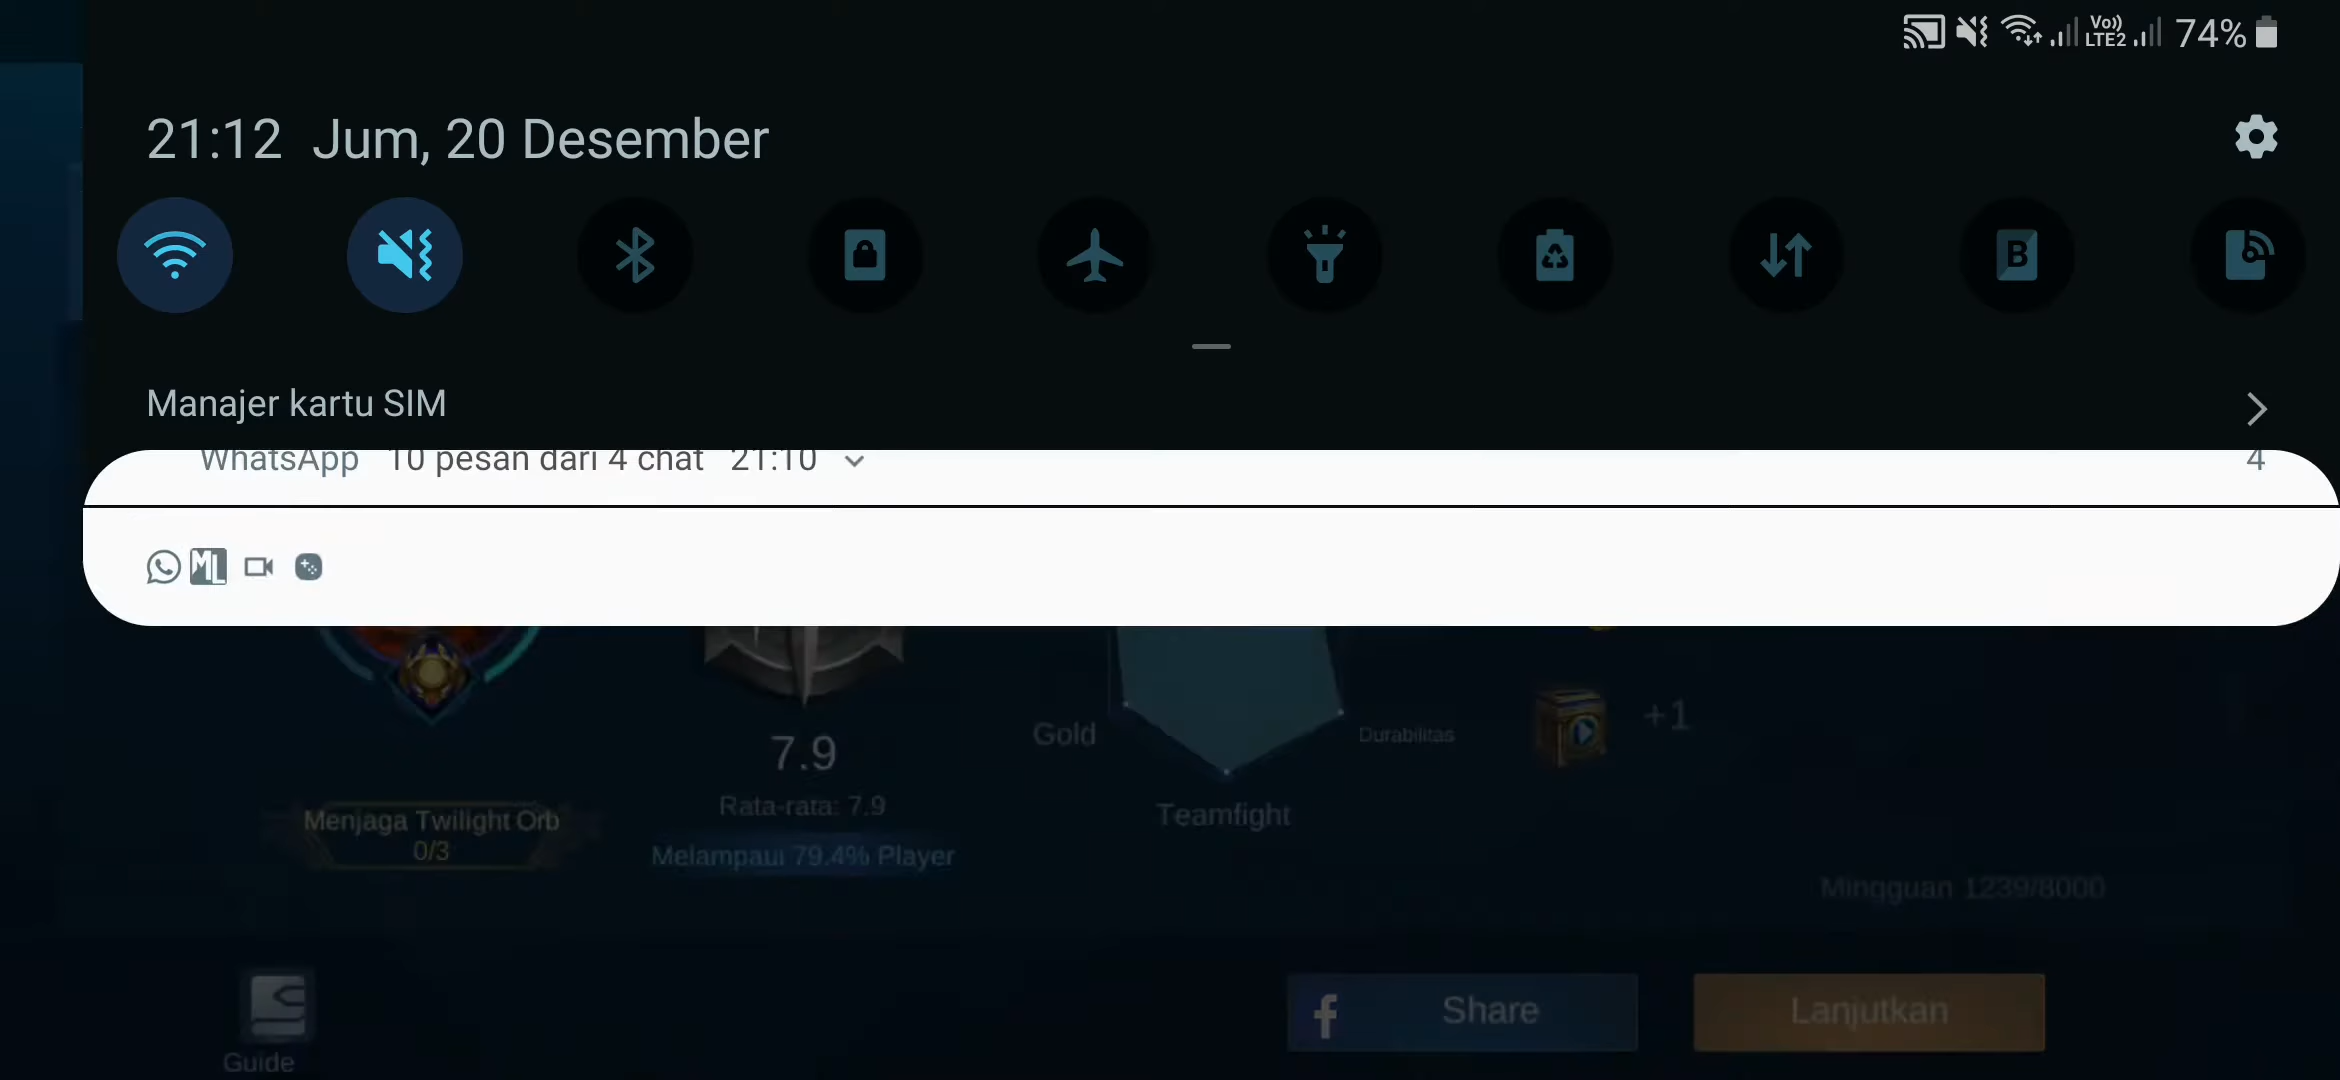 Vo))
LTE2
74%
21:12 Jum, 20 Desember
B
Manajer kartu SIM
WhatsApp 10 pesan dari 4 chat 21:10
4
ML
7.9
Rata-rata: 7.9
Melampaui 79.4% Player
Menjaga Twilight Orb
0/3
Gold
Durabilitas
Teamfight
+1
Mingguan 1239/8000
Guide
f Share
Lanjutkan